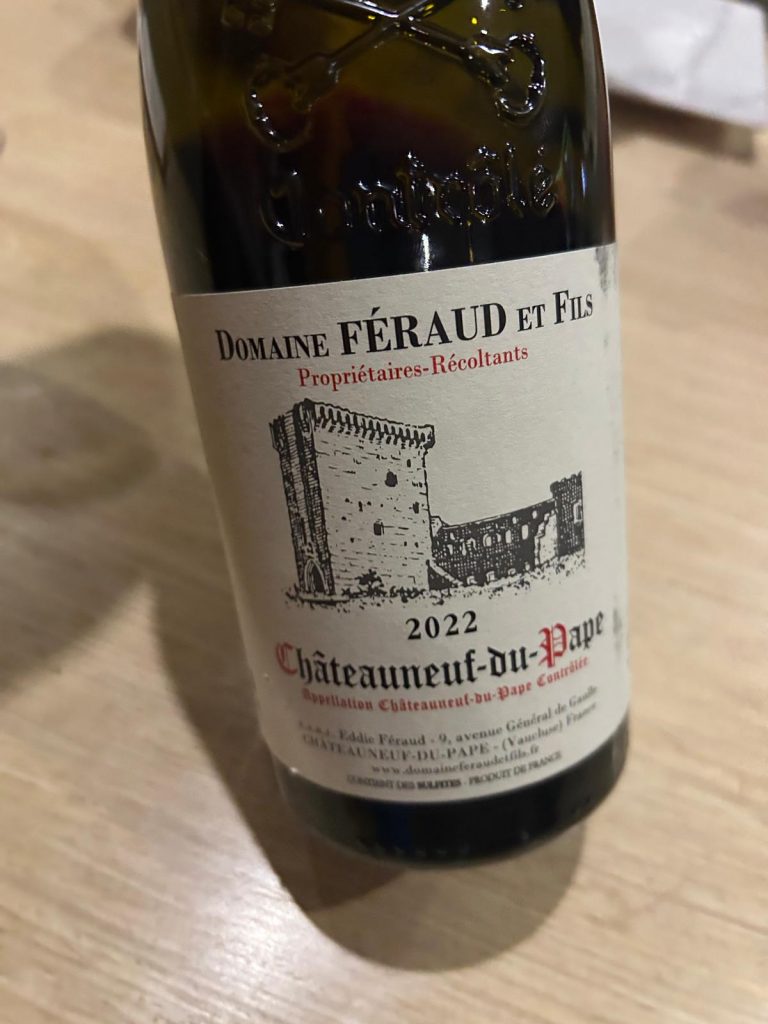 Contrôlé
DOMAINE FÉRAUD ET FILS
Propriétaires-Récoltants
2022
Châteauneuf-du-Pape
Appellation Châteauneuf-du-Pape Contrôlée
Eddie Féraud - 9, avenue Général de Gaulle
CHÂTEAUNEUF-DU-PAPE - (Vaucluse) France
www.domaineferaudetfils.fr
CONTIENT DES SULFITES - PRODUIT DE FRANCE